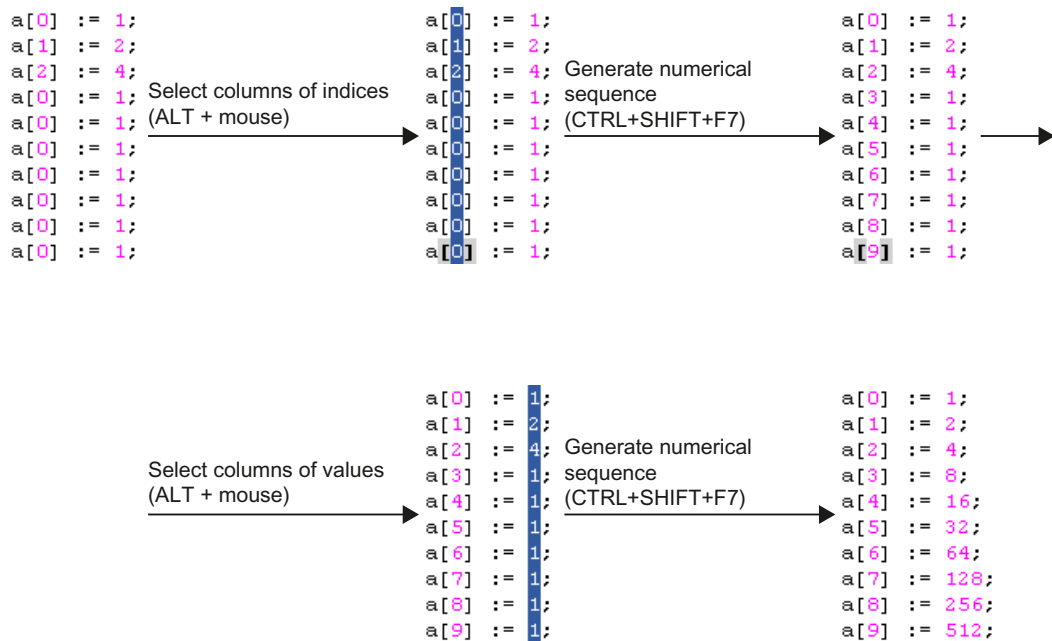 a[0] := 1;
a[1] := 2;
a[2] := 4;
a[0] := 1;
a[0] := 1;
a[0] := 1;
a[0] := 1;
a[0] := 1;
a[0] := 1;
a[0] := 1;
Select columns of indices
(ALT + mouse)
a[0] := 1;
a[1] := 2;
a[2] := 4;
a[0] := 1;
a[0] := 1;
a[0] := 1;
a[0] := 1;
a[0] := 1;
a[0] := 1;
a[0] := 1;
Generate numerical
sequence
(CTRL+SHIFT+F7)
a[0] := 1;
a[1] := 2;
a[2] := 4;
a[3] := 1;
a[4] := 1;
a[5] := 1;
a[6] := 1;
a[7] := 1;
a[8] := 1;
a[9] := 1;
Select columns of values
(ALT + mouse)
a[0] := 1;
a[1] := 2;
a[2] := 4;
a[3] := 1;
a[4] := 1;
a[5] := 1;
a[6] := 1;
a[7] := 1;
a[8] := 1;
a[9] := 1;
Generate numerical
sequence
(CTRL+SHIFT+F7)
a[0] := 1;
a[1] := 2;
a[2] := 4;
a[3] := 8;
a[4] := 16;
a[5] := 32;
a[6] := 64;
a[7] := 128;
a[8] := 256;
a[9] := 512;